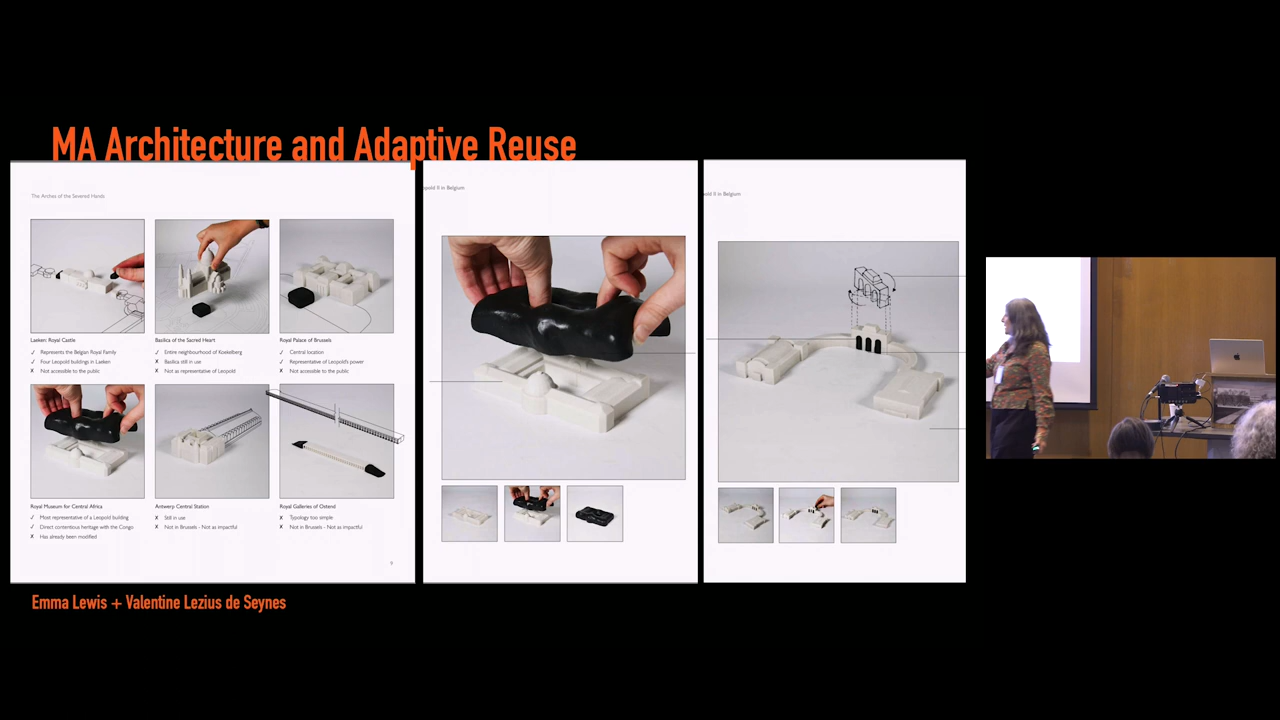 MA Architecture and Adaptive Reuse
The Arches of the Severed Hands
Laeken: Royal Castle
✓ Represents the Belgian Royal Family
✓ Four Leopold buildings in Laeken
✗ Not accessible to the public
Basilica of the Sacred Heart
✓ Entire neighbourhood of Koekelberg
✗ Basilica still in use
✗ Not as representative of Leopold
Royal Palace of Brussels
✓ Central location
✓ Representative of Leopold's power
✗ Not accessible to the public
Royal Museum for Central Africa
✓ Most representative of a Leopold building
✓ Direct contentious heritage with the Congo
✗ Has already been modified
Antwerp Central Station
✗ Still in use
✗ Not in Brussels - Not as impactful
Royal Galleries of Ostend
✗ Typology too simple
✗ Not in Brussels - Not as impactful
9
opold II in Belgium
old II in Belgium
Emma Lewis + Valentine Lezius de Seynes